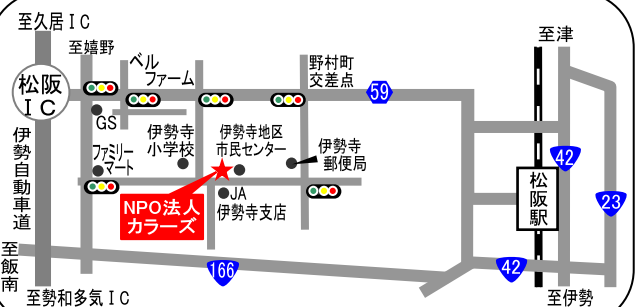 至久居IC
至嬉野
ベル
ファーム
野村町
交差点
至津
松阪
IC
59
GS
伊勢寺
小学校
伊勢寺地区
市民センター
伊勢寺
郵便局
ファミリー
マート
伊勢自動車道
42
松阪駅
23
NPO法人
カラーズ
JA
伊勢寺支店
至飯南
166
42
至勢和多気IC
至伊勢